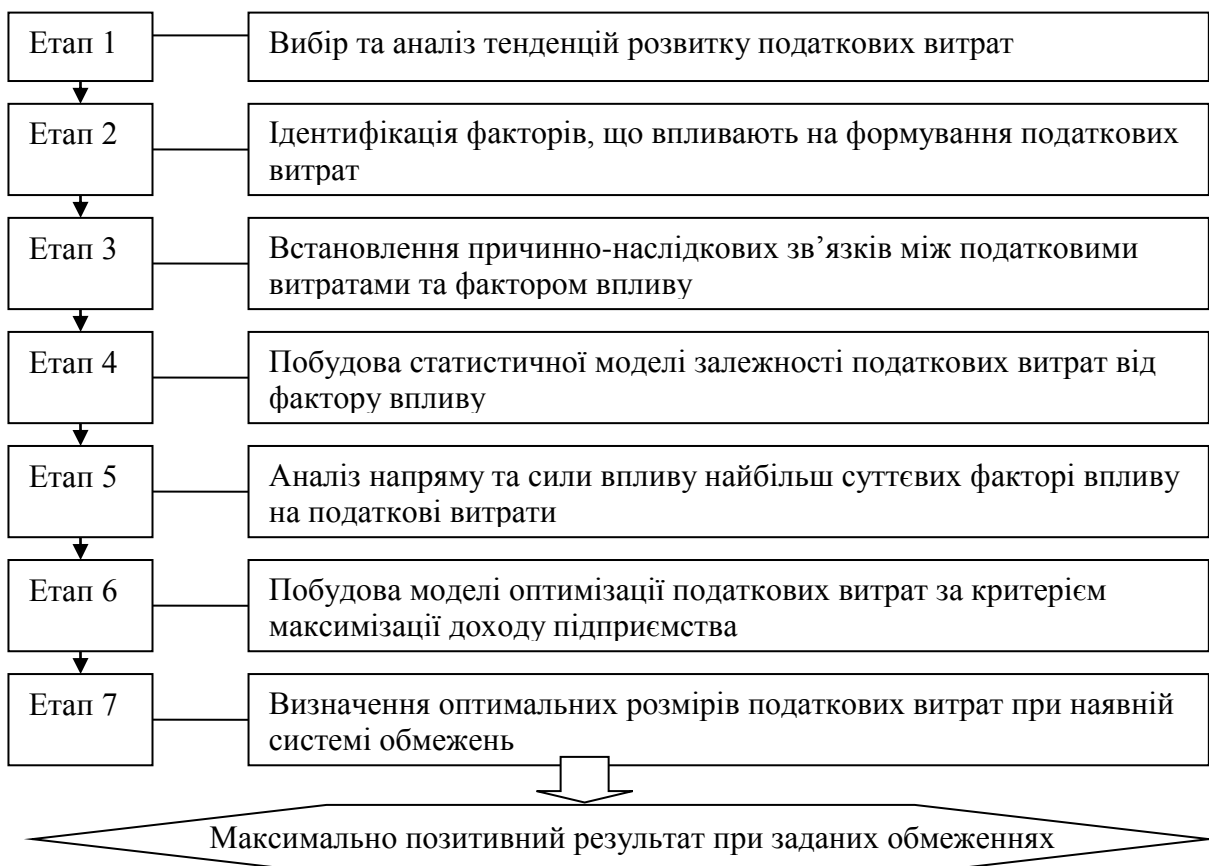 Етап 1
Вибір та аналіз тенденцій розвитку податкових витрат
Етап 2
Ідентифікація факторів, що впливають на формування податкових
витрат
Етап 3
Встановлення причинно-наслідкових зв’язків між податковими
витратами та фактором впливу
Етап 4
Побудова статистичної моделі залежності податкових витрат від
фактору впливу
Етап 5
Аналіз напряму та сили впливу найбільш суттєвих факторі впливу
на податкові витрати
Етап 6
Побудова моделі оптимізації податкових витрат за критерієм
максимізації доходу підприємства
Етап 7
Визначення оптимальних розмірів податкових витрат при наявній
системі обмежень
Максимально позитивний результат при заданих обмеженнях